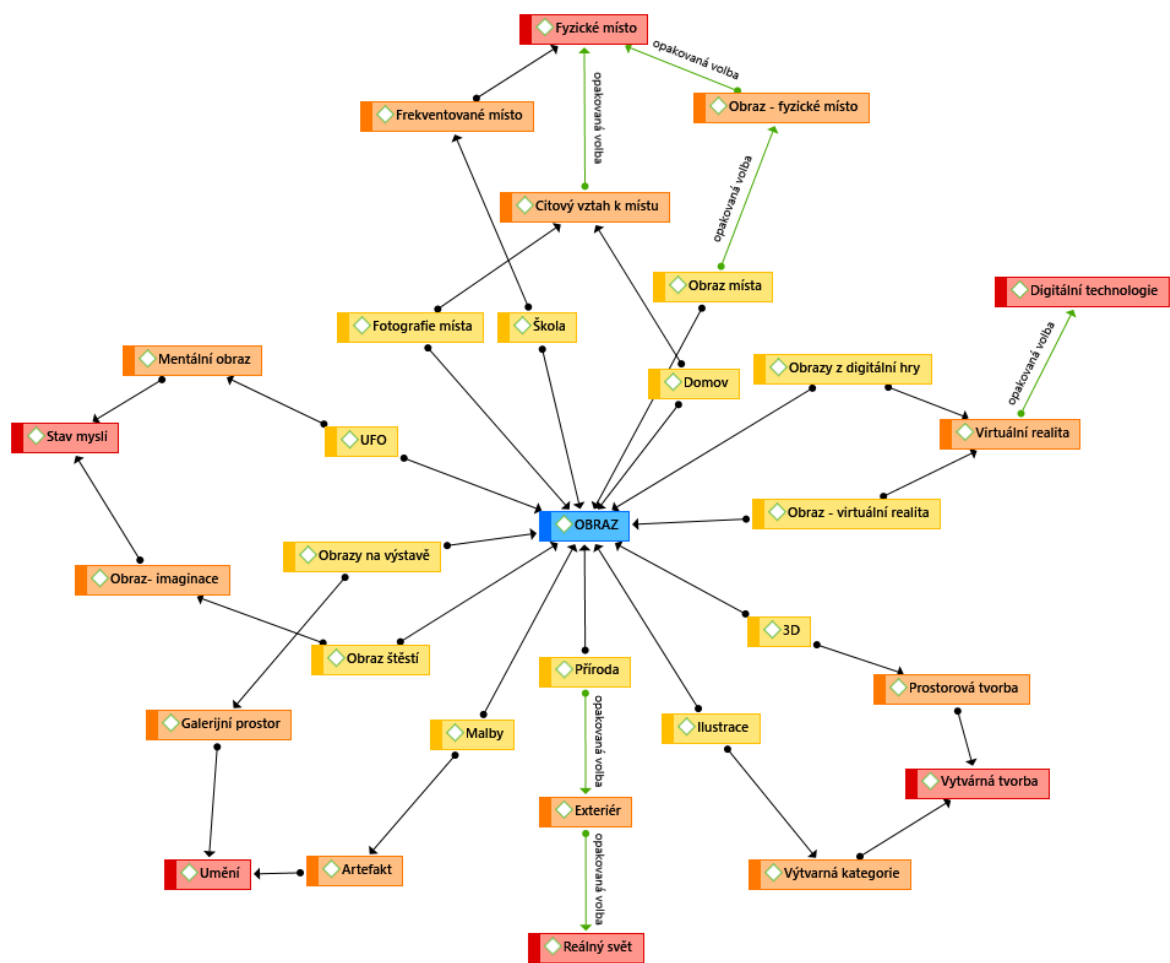 Fyzické místo
opakovaná volba
opakovaná volba
Frekventované místo
Obraz - fyzické místo
opakovaná volba
Citový vztah k místu
Obraz místa
Digitální technologie
Fotografie místa
Škola
opakovaná volba
Mentální obraz
Obrazy z digitální hry
Domov
Stav mysli
UFO
Virtuální realita
Obraz - virtuální realita
OBRAZ
Obrazy na výstavě
Obraz- imaginace
3D
Obraz štěstí
Příroda
Prostorová tvorba
Galerijní prostor
Malby
Ilustrace
opakovaná volba
Vytvárná tvorba
Exteriér
Umění
Artefakt
opakovaná volba
Výtvarná kategorie
Reálný svět